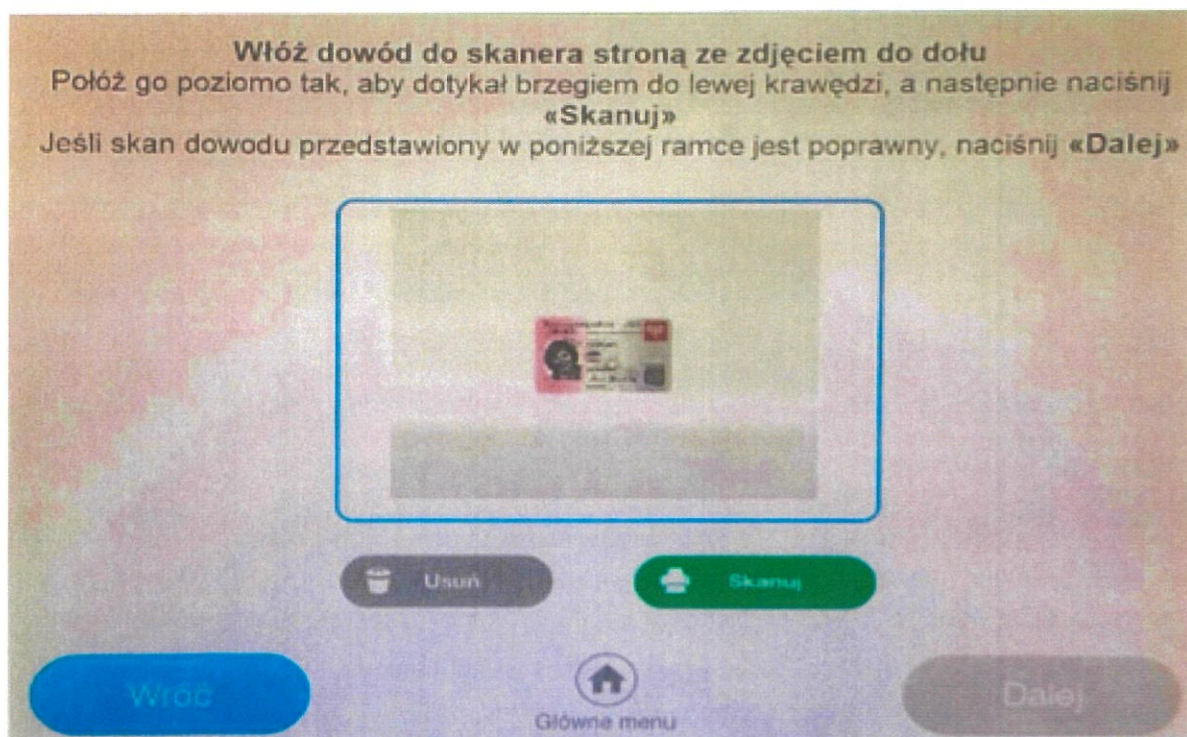 Włóż dowód do skanera stroną ze zdjęciem do dołu
Połóż go poziomo tak, aby dotykał brzegiem do lewej krawędzi, a następnie naciśnij
«Skanuj»
Jeśli skan dowodu przedstawiony w poniższej ramce jest poprawny, naciśnij «Dalej»
Usuń
Skanuj
Wróć
Główne menu
Dalej